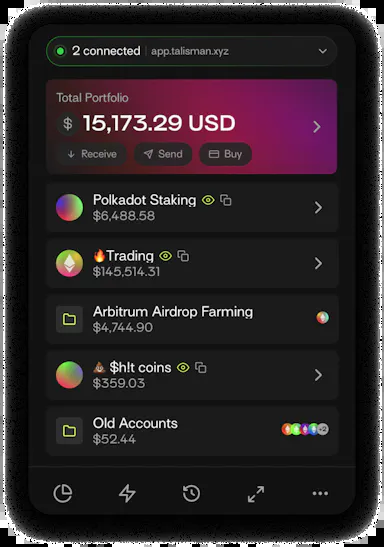 2 connected | app.talisman.xyz
Total Portfolio
$ 15,173.29 USD
Receive Send Buy
Polkadot Staking
$6,488.58
🔥Trading
$145,514.31
Arbitrum Airdrop Farming
$4,744.90
💩 $h!t coins
$359.03
Old Accounts
$52.44
+2